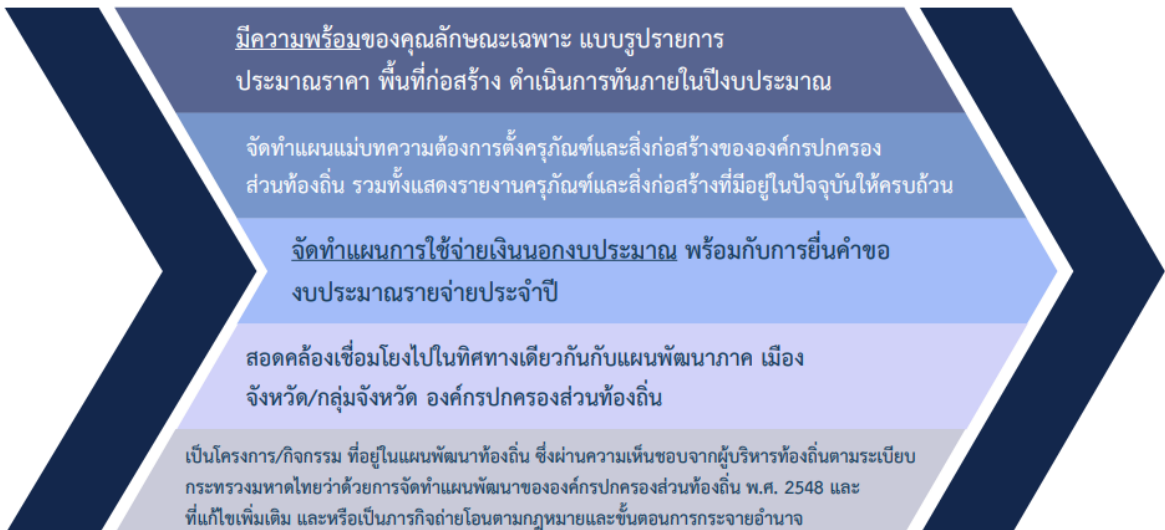 มีความพร้อมของคุณลักษณะเฉพาะ แบบรูปรายการ
ประมาณราคา พื้นที่ก่อสร้าง ดำเนินการทันภายในปีงบประมาณ
จัดทำแผนแม่บทความต้องการตั้งครุภัณฑ์และสิ่งก่อสร้างขององค์กรปกครอง
ส่วนท้องถิ่น รวมทั้งแสดงรายงานครุภัณฑ์และสิ่งก่อสร้างที่มีอยู่ในปัจจุบันให้ครบถ้วน
จัดทำแผนการใช้จ่ายเงินนอกงบประมาณ พร้อมกับการยื่นคำขอ
งบประมาณรายจ่ายประจำปี
สอดคล้องเชื่อมโยงไปในทิศทางเดียวกันกับแผนพัฒนาภาค เมือง
จังหวัด/กลุ่มจังหวัด องค์กรปกครองส่วนท้องถิ่น
เป็นโครงการ/กิจกรรม ที่อยู่ในแผนพัฒนาท้องถิ่น ซึ่งผ่านความเห็นชอบจากผู้บริหารท้องถิ่นตามระเบียบ
กระทรวงมหาดไทยว่าด้วยการจัดทำแผนพัฒนาขององค์กรปกครองส่วนท้องถิ่น พ.ศ. 2548 และ
ที่แก้ไขเพิ่มเติม และหรือเป็นภารกิจถ่ายโอนตามกฎหมายและขั้นตอนการกระจายอำนาจ